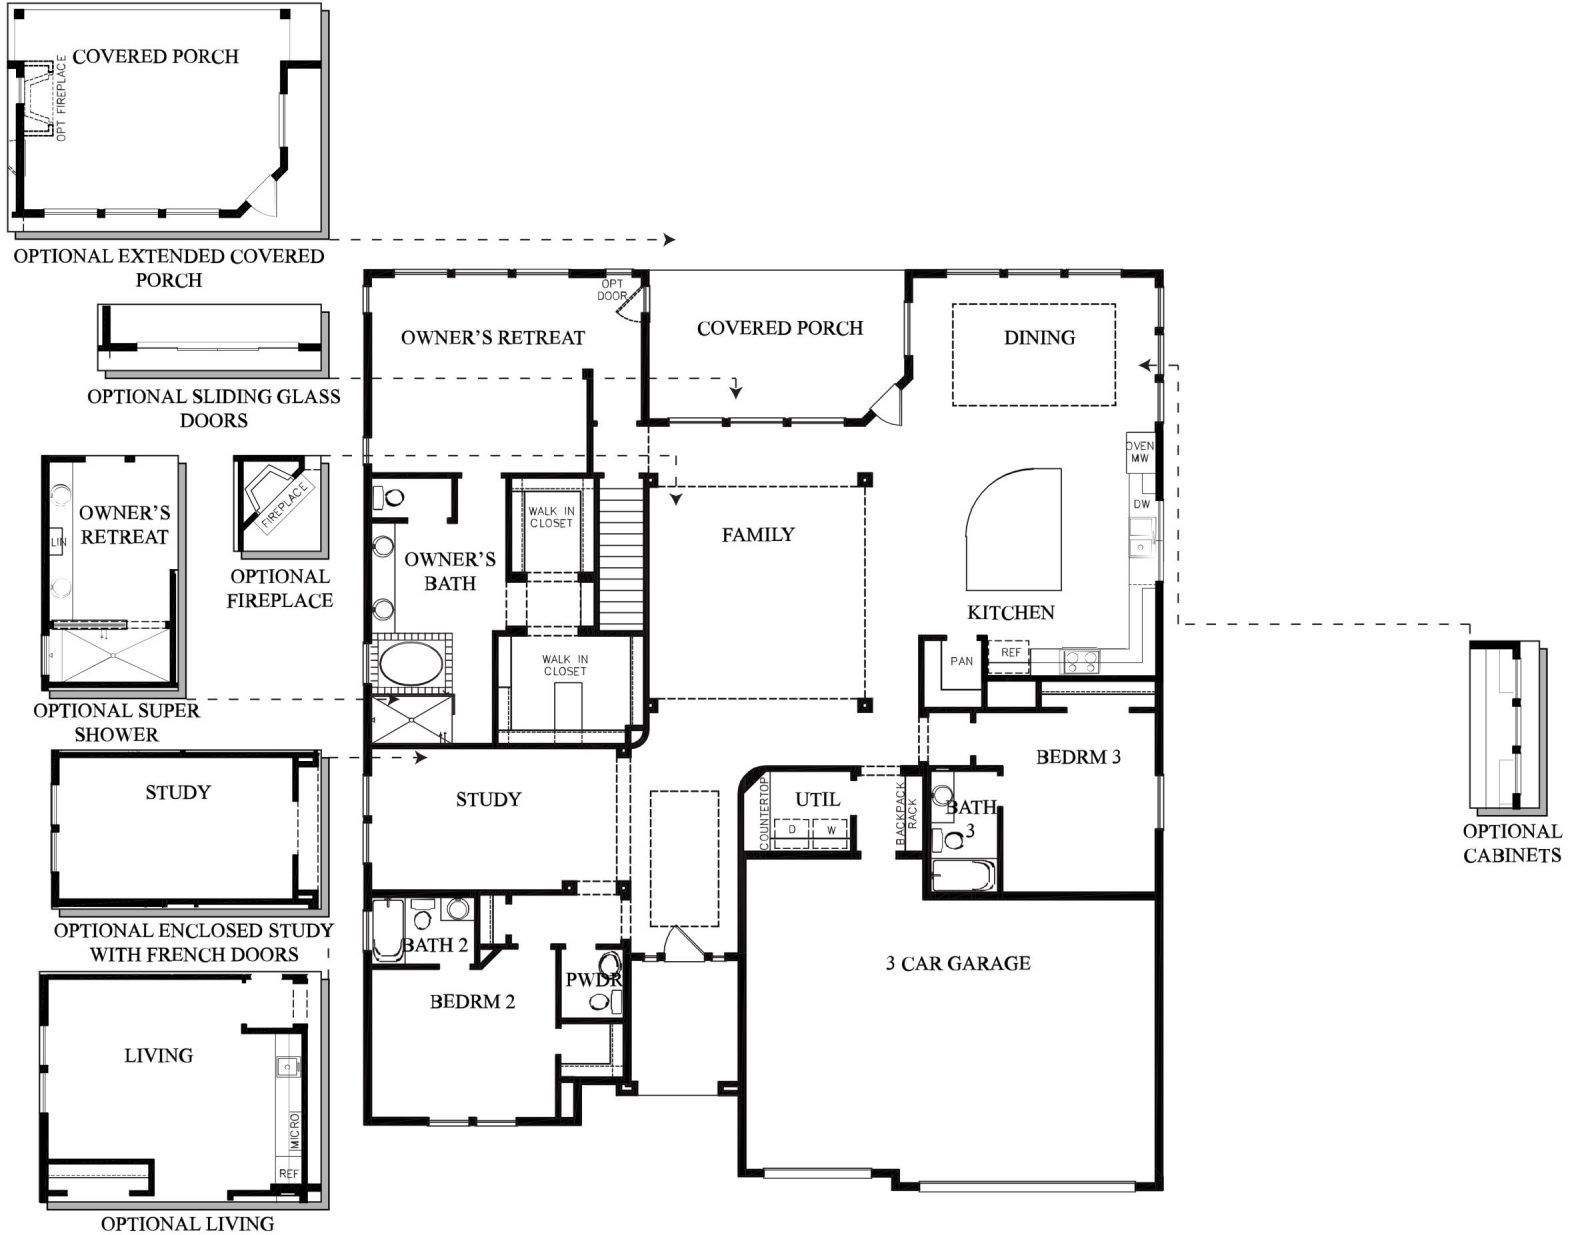 COVERED PORCH
OPT FIREPLACE
OPTIONAL EXTENDED COVERED
PORCH
OPTIONAL SLIDING GLASS
DOORS
LIN
OWNER'S
RETREAT
OPTIONAL SUPER
SHOWER
FIREPLACE
OPTIONAL
FIREPLACE
STUDY
OPTIONAL ENCLOSED STUDY
WITH FRENCH DOORS
LIVING
MICRO
REF
OPTIONAL LIVING
OPT
DOOR
OWNER'S RETREAT
COVERED PORCH
DINING
OVEN
MW
DW
WALK IN
CLOSET
FAMILY
OWNER'S
BATH
KITCHEN
REF
PAN
WALK IN
CLOSET
BEDRM 3
STUDY
COUNTERTOP
UTIL
D
W
BACKPACK
RACK
BATH
3
BATH 2
PWDR
BEDRM 2
3 CAR GARAGE
OPTIONAL
CABINETS